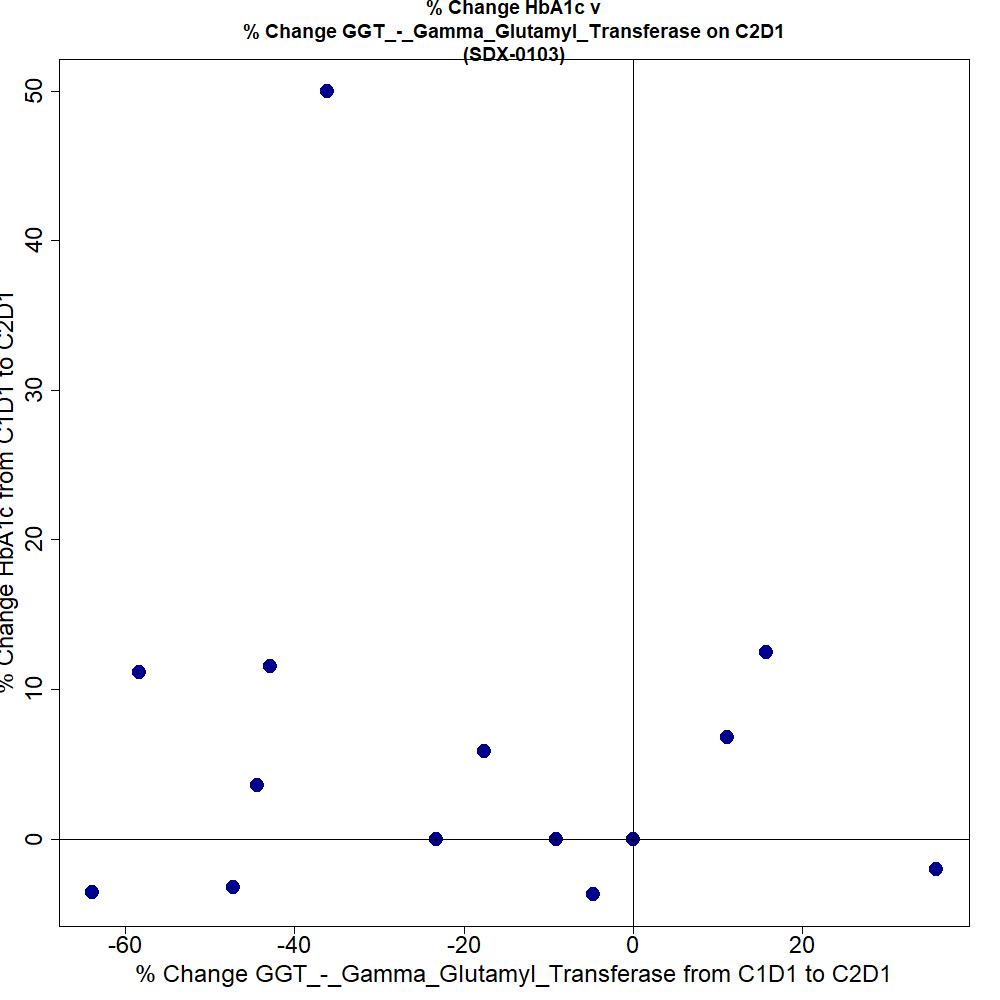 % Change HbA1c v
% Change GGT_-_Gamma_Glutamyl_Transferase on C2D1
(SDX-0103)
% Change HbA1c from C1D1 to C2D1
50
40
30
20
10
0
-60
-40
-20
0
20
% Change GGT_-_Gamma_Glutamyl_Transferase from C1D1 to C2D1